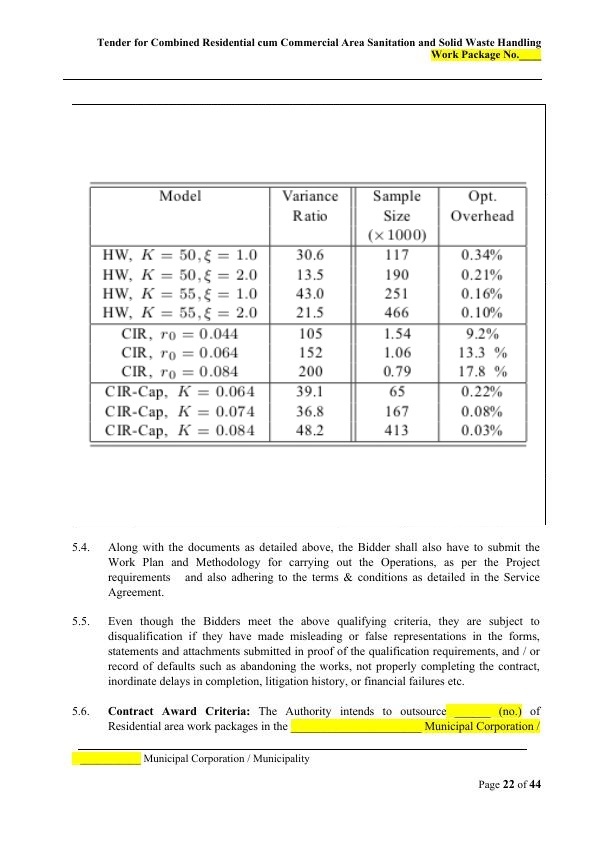 Tender for Combined Residential cum Commercial Area Sanitation and Solid Waste Handling
Work Package No.____
Model Variance Sample Opt.
Ratio Size Overhead
(×1000)
HW, K = 50, ξ = 1.0 30.6 117 0.34%
HW, K = 50, ξ = 2.0 13.5 190 0.21%
HW, K = 55, ξ = 1.0 43.0 251 0.16%
HW, K = 55, ξ = 2.0 21.5 466 0.10%
CIR, r₀ = 0.044 105 1.54 9.2%
CIR, r₀ = 0.064 152 1.06 13.3 %
CIR, r₀ = 0.084 200 0.79 17.8 %
CIR-Cap, K = 0.064 39.1 65 0.22%
CIR-Cap, K = 0.074 36.8 167 0.08%
CIR-Cap, K = 0.084 48.2 413 0.03%
5.4. Along with the documents as detailed above, the Bidder shall also have to submit the
Work Plan and Methodology for carrying out the Operations, as per the Project
requirements and also adhering to the terms & conditions as detailed in the Service
Agreement.
5.5. Even though the Bidders meet the above qualifying criteria, they are subject to
disqualification if they have made misleading or false representations in the forms,
statements and attachments submitted in proof of the qualification requirements, and / or
record of defaults such as abandoning the works, not properly completing the contract,
inordinate delays in completion, litigation history, or financial failures etc.
5.6. Contract Award Criteria: The Authority intends to outsource ______ (no.) of
Residential area work packages in the ______________________ Municipal Corporation /
___________ Municipal Corporation / Municipality
Page 22 of 44